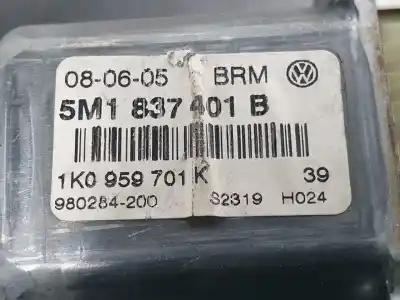 08-06-05 BRM
5M1 837 401 B
1K0 959 701 K 39
980284-200 S2319 H024